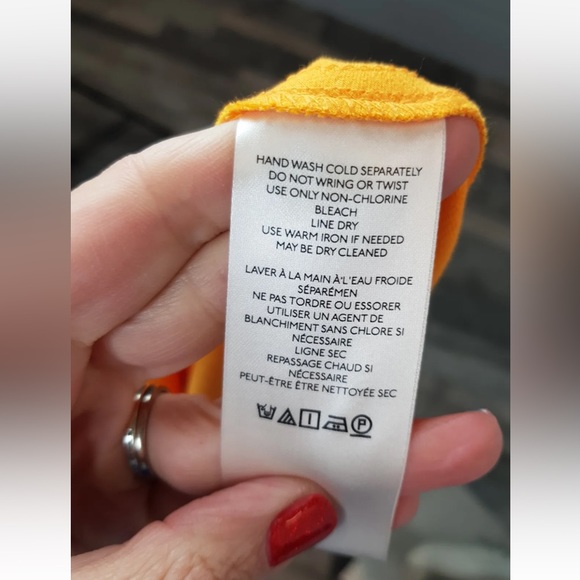 HAND WASH COLD SEPARATELY
DO NOT WRING OR TWIST
USE ONLY NON-CHLORINE
BLEACH
LINE DRY
USE WARM IRON IF NEEDED
MAY BE DRY CLEANED
LAVER À LA MAIN À'L'EAU FROIDE
SÉPARÉMEN
NE PAS TORDRE OU ESSORER
UTILISER UN AGENT DE
BLANCHIMENT SANS CHLORE SI
NÉCESSAIRE
LIGNE SEC
REPASSAGE CHAUD SI
NÉCESSAIRE
PEUT-ÊTRE ÊTRE NETTOYÉE SEC
P